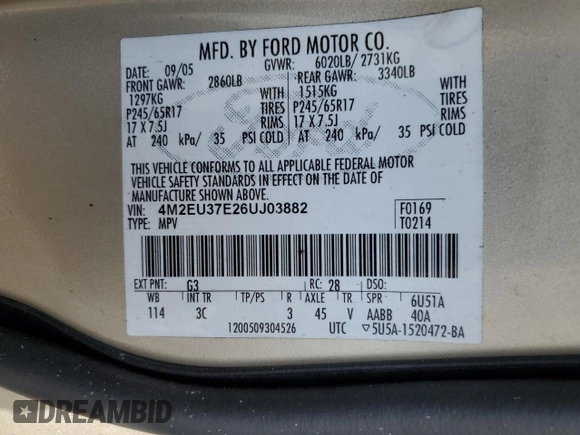 MFD. BY FORD MOTOR CO.
DATE: 09/05 GVWR: 6020LB/ 2731KG
FRONT GAWR: 2860LB REAR GAWR: 3340LB
1297KG WITH 1515KG WITH
P245/65R17 TIRES P245/65R17 TIRES
17 X 7.5J RIMS 17 X 7.5J RIMS
AT 240 kPa/ 35 PSI COLD AT 240 kPa/ 35 PSI COLD
THIS VEHICLE CONFORMS TO ALL APPLICABLE FEDERAL MOTOR
VEHICLE SAFETY STANDARDS IN EFFECT ON THE DATE OF
MANUFACTURE SHOWN ABOVE.
VIN: 4M2EU37E26UJ03882 F0169
TYPE: MPV T0214
EXT PNT: G3 RC: 28 DSO:
WB INT TR TP/PS R AXLE TR SPR 6U51A
114 3C 3 45 V AABB 40A
1200509304526 UTC 5U5A-1520472-BA
DREAMBID